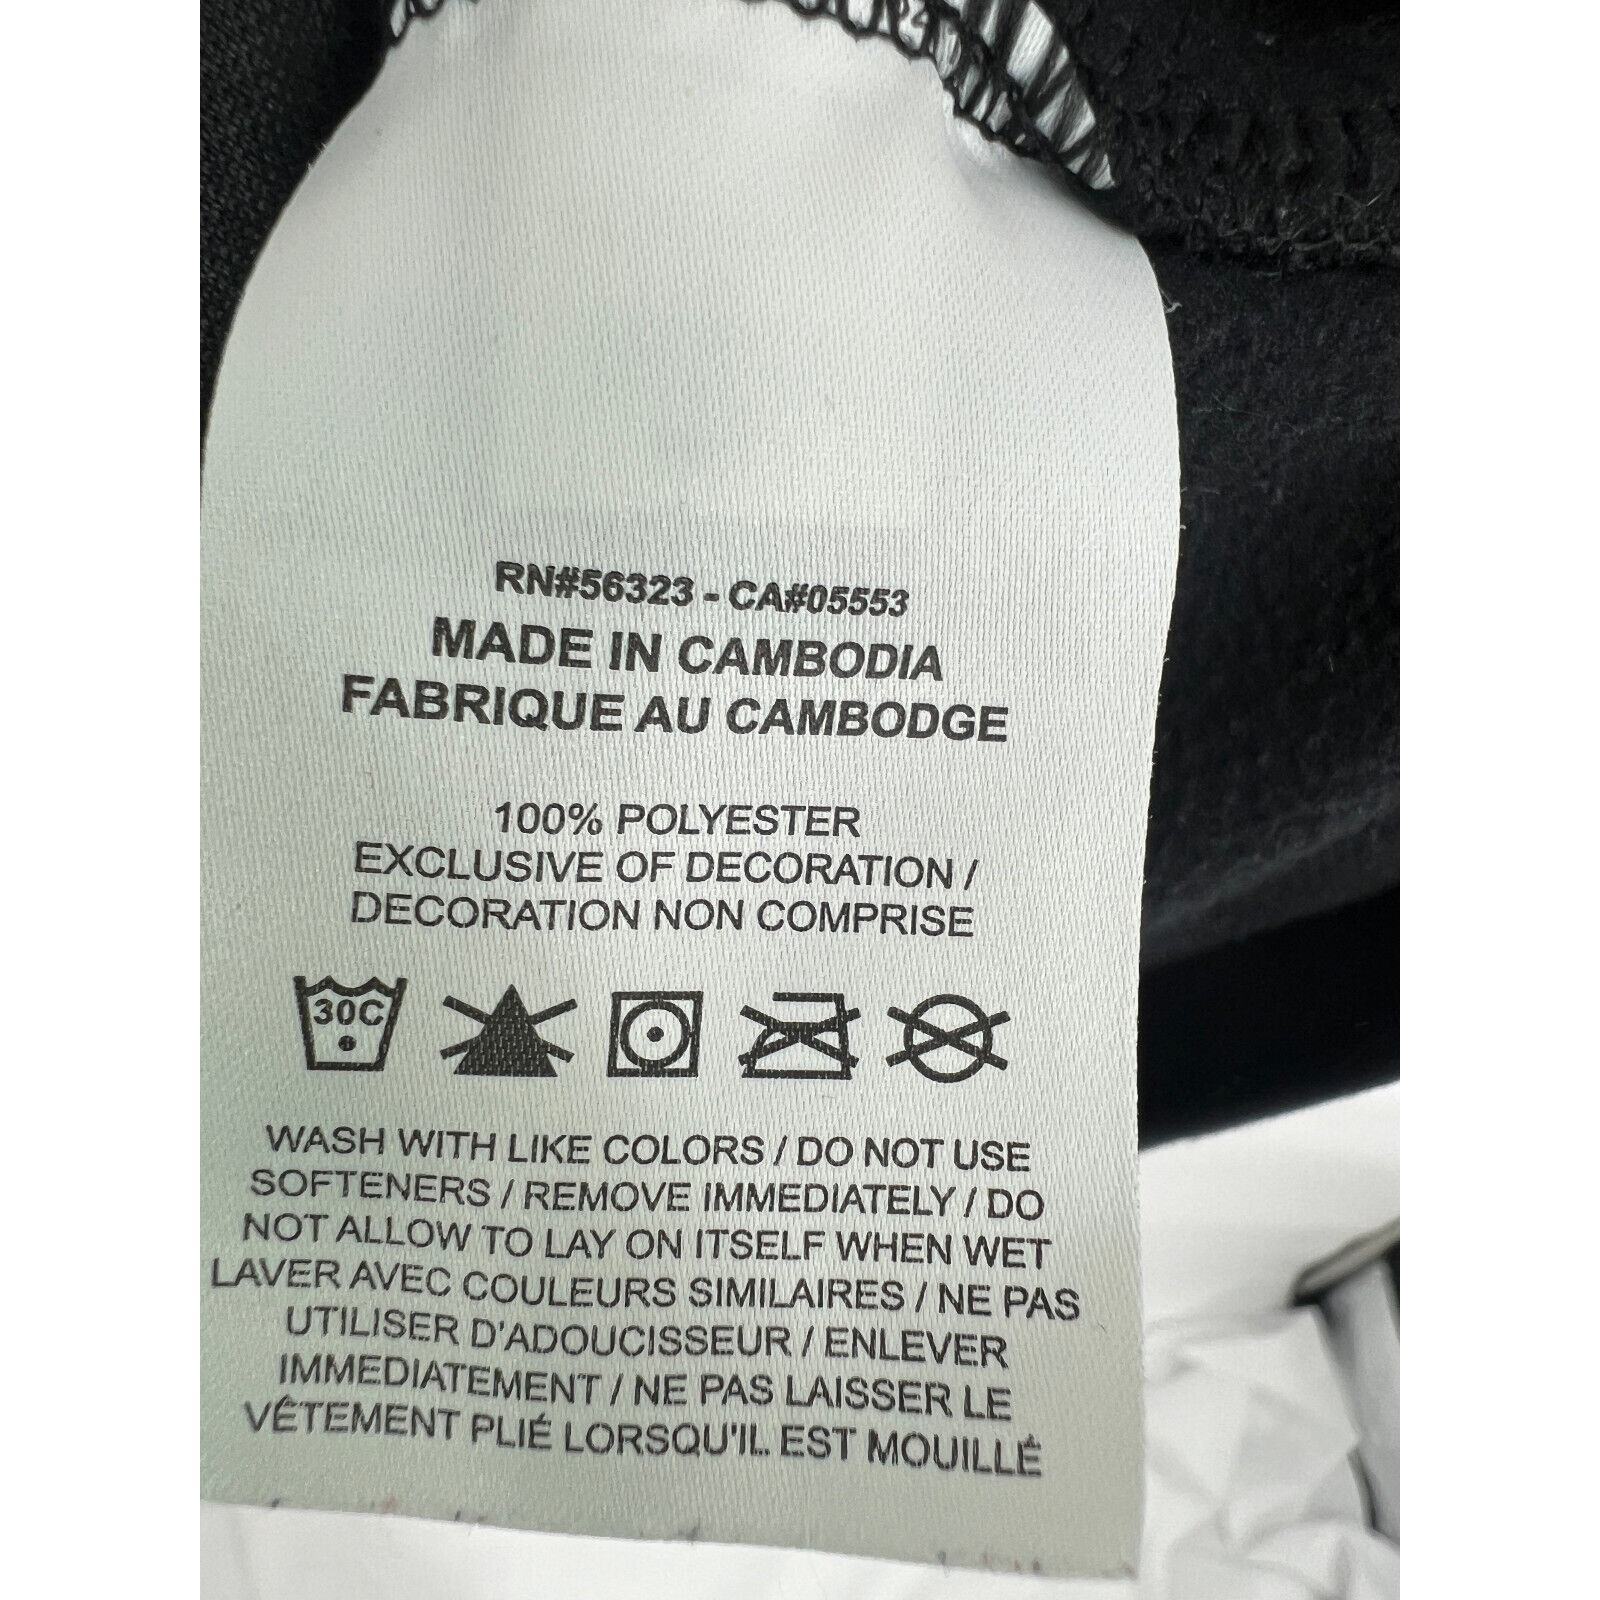 RN#56323 - CA#05553
MADE IN CAMBODIA
FABRIQUE AU CAMBODGE
100% POLYESTER
EXCLUSIVE OF DECORATION /
DECORATION NON COMPRISE
30C
WASH WITH LIKE COLORS / DO NOT USE
SOFTENERS / REMOVE IMMEDIATELY / DO
NOT ALLOW TO LAY ON ITSELF WHEN WET
LAVER AVEC COULEURS SIMILAIRES / NE PAS
UTILISER D'ADOUCISSEUR / ENLEVER
IMMEDIATEMENT / NE PAS LAISSER LE
VÊTEMENT PLIÉ LORSQU'IL EST MOUILLÉ